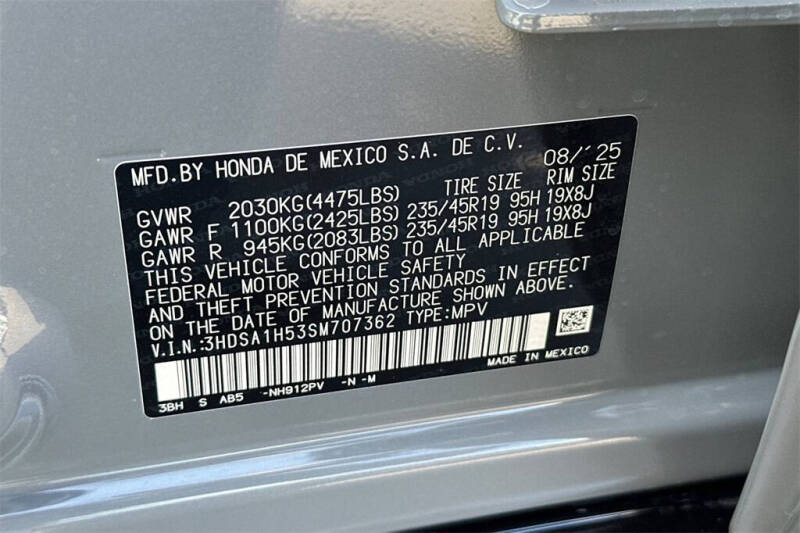 MFD.BY HONDA DE MEXICO S.A. DE C.V. 08/'25
TIRE SIZE RIM SIZE
GVWR 2030KG(4475LBS)
GAWR F 1100KG(2425LBS) 235/45R19 95H 19X8J
GAWR R 945KG(2083LBS) 235/45R19 95H 19X8J
THIS VEHICLE CONFORMS TO ALL APPLICABLE
FEDERAL MOTOR VEHICLE SAFETY
AND THEFT PREVENTION STANDARDS IN EFFECT
ON THE DATE OF MANUFACTURE SHOWN ABOVE.
V.I.N.:3HDSA1H53SM707362 TYPE:MPV
MADE IN MEXICO
3BH S AB5 -NH912PV -N -M